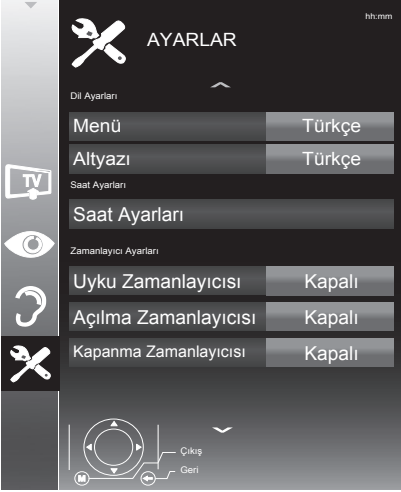 hh:mm
AYARLAR
Dil Ayarları
Menü Türkçe
Altyazı Türkçe
Saat Ayarları
Saat Ayarları
Zamanlayıcı Ayarları
Uyku Zamanlayıcısı Kapalı
Açılma Zamanlayıcısı Kapalı
Kapanma Zamanlayıcısı Kapalı
TV
Çıkış
M
Geri